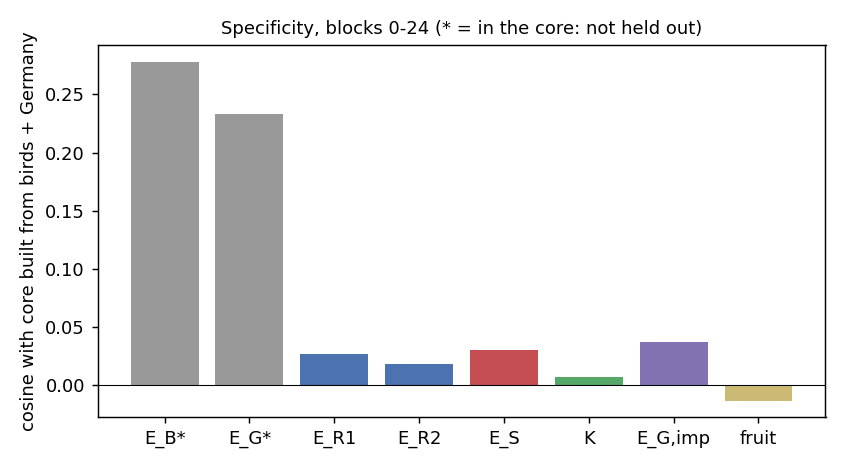 Specificity, blocks 0-24 (* = in the core: not held out)
cosine with core built from birds + Germany
0.25
0.20
0.15
0.10
0.05
0.00
E_B* E_G* E_R1 E_R2 E_S K E_G,imp fruit